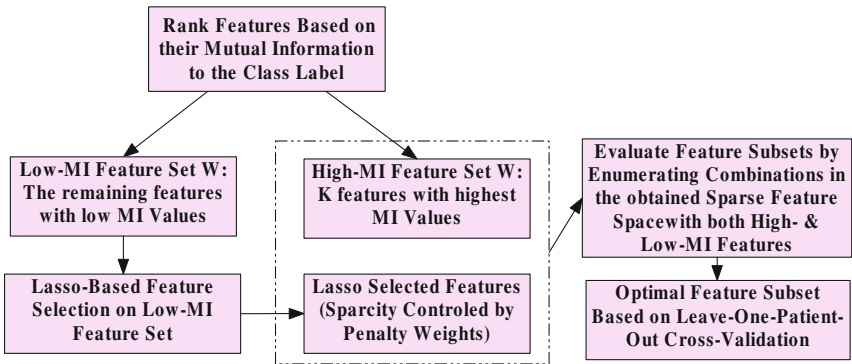 Rank Features Based on
their Mutual Information
to the Class Label
Low-MI Feature Set W:
The remaining features
with low MI Values
High-MI Feature Set W:
K features with highest
MI Values
Evaluate Feature Subsets by
Enumerating Combinations in
the obtained Sparse Feature
Spacewith both High- &
Low-MI Features
Lasso-Based Feature
Selection on Low-MI
Feature Set
Lasso Selected Features
(Sparcity Controled by
Penalty Weights)
Optimal Feature Subset
Based on Leave-One-Patient-
Out Cross-Validation